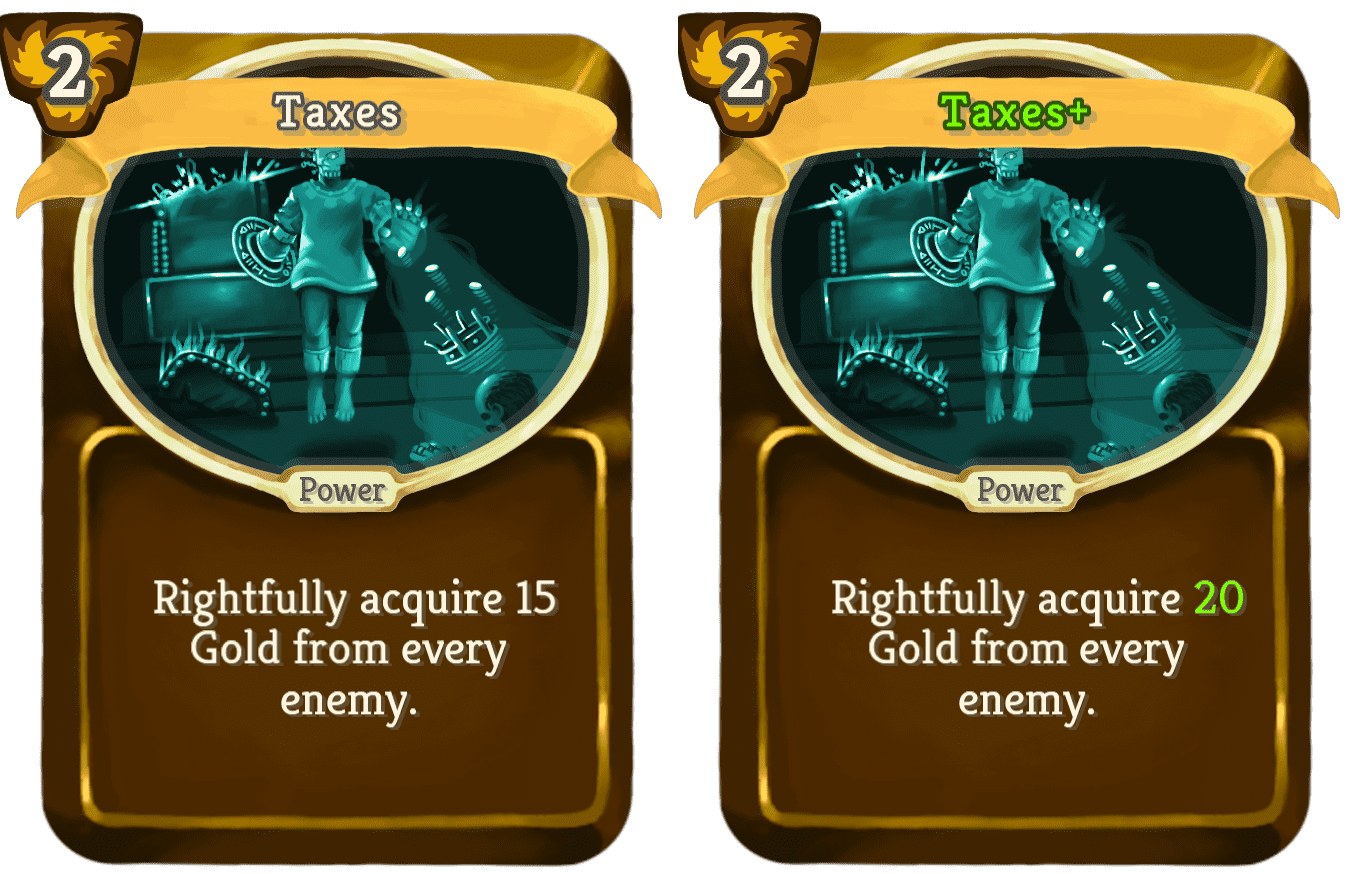 2
Taxes
Power
Rightfully acquire 15
Gold from every
enemy.
2
Taxes+
Power
Rightfully acquire 20
Gold from every
enemy.